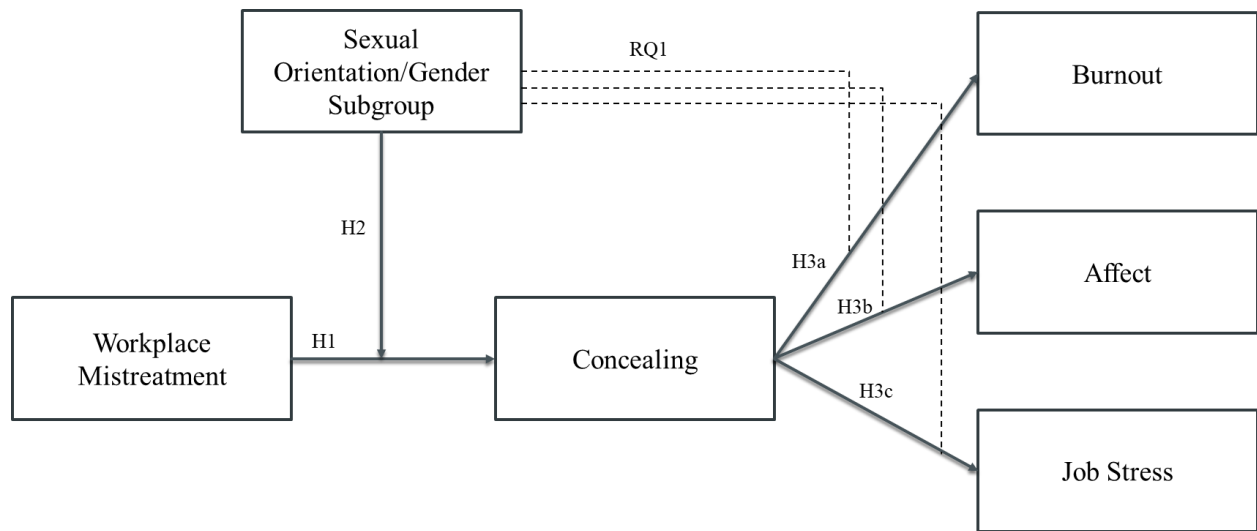 Sexual
Orientation/Gender
Subgroup
RQ1
Burnout
H2
H3a
Affect
H3b
Workplace
Mistreatment
H1
Concealing
H3c
Job Stress